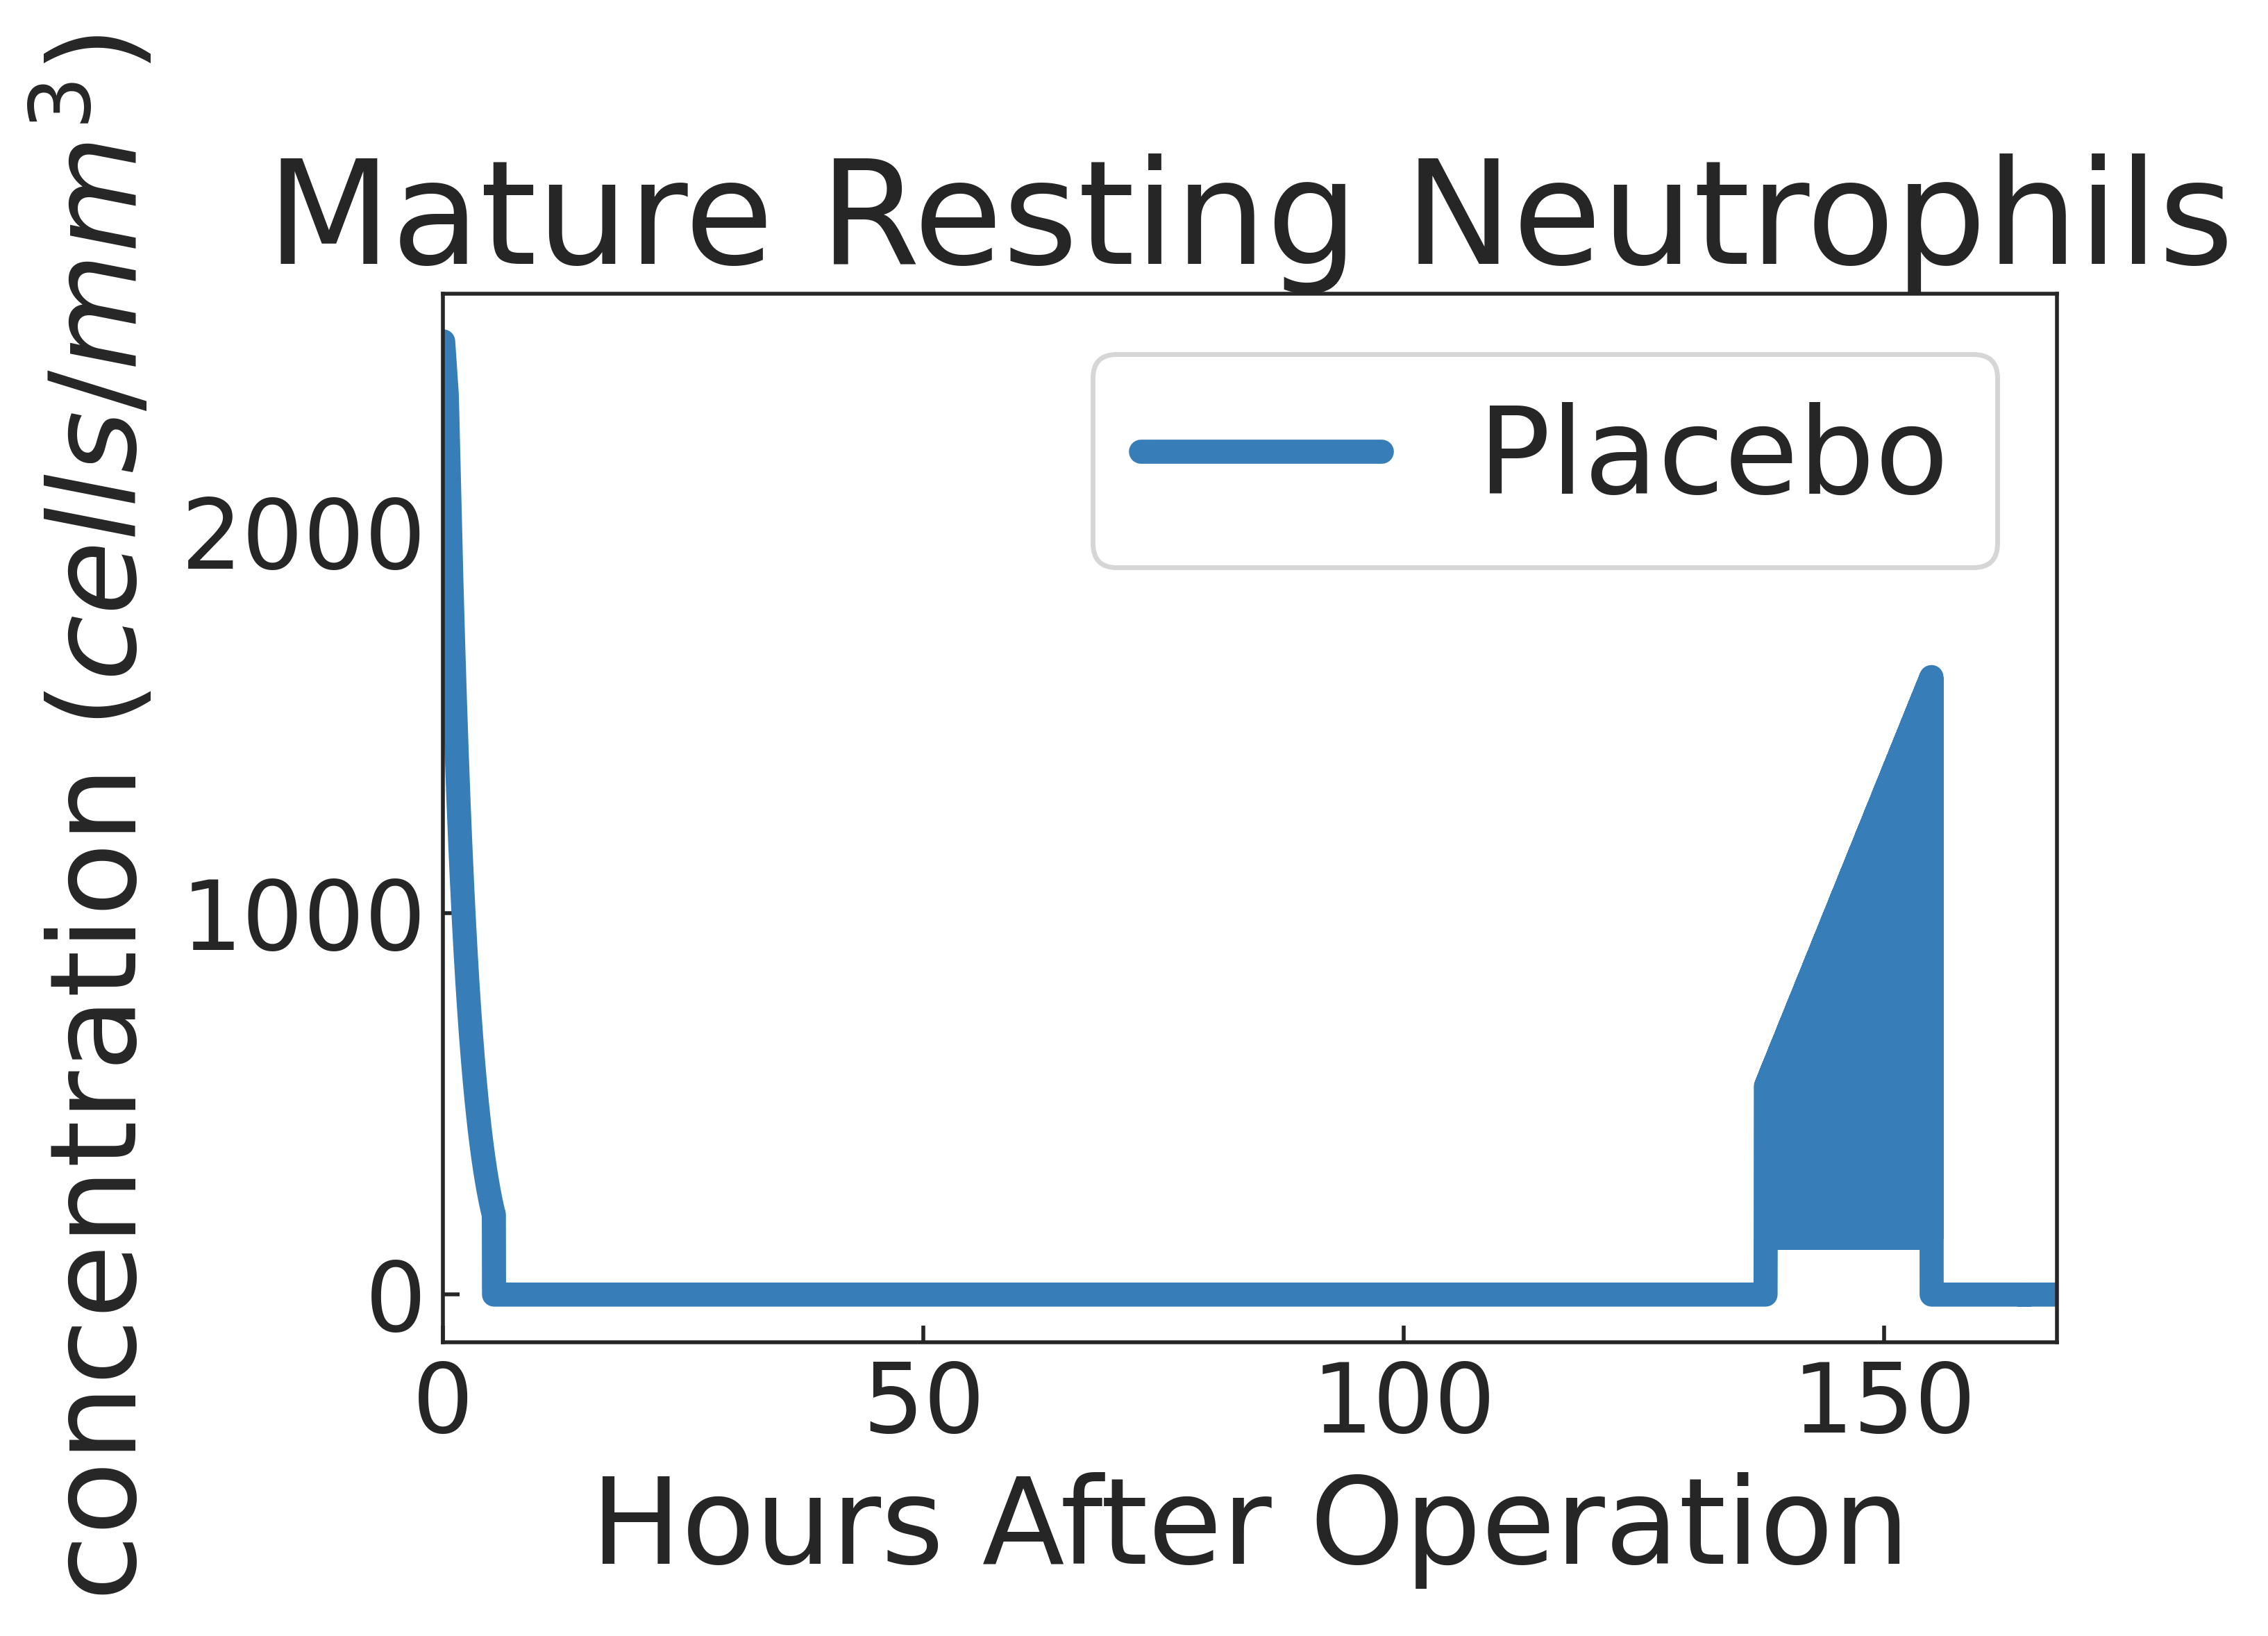 Mature Resting Neutrophils
concentration (cells/mm³)
Placebo
2000
1000
0
0 50 100 150
Hours After Operation